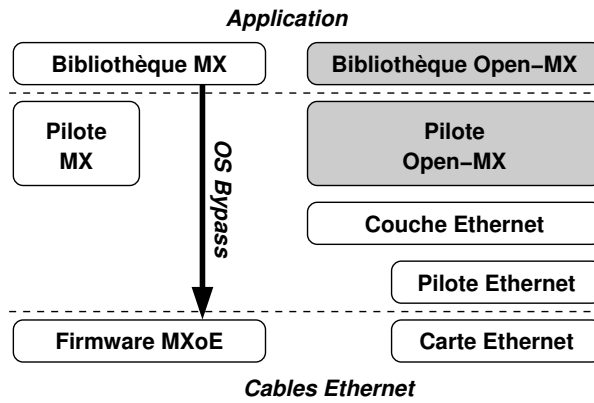 Application
Bibliothèque MX
Bibliothèque Open−MX
Pilote
MX
OS Bypass
Pilote
Open−MX
Couche Ethernet
Pilote Ethernet
Firmware MXoE
Carte Ethernet
Cables Ethernet